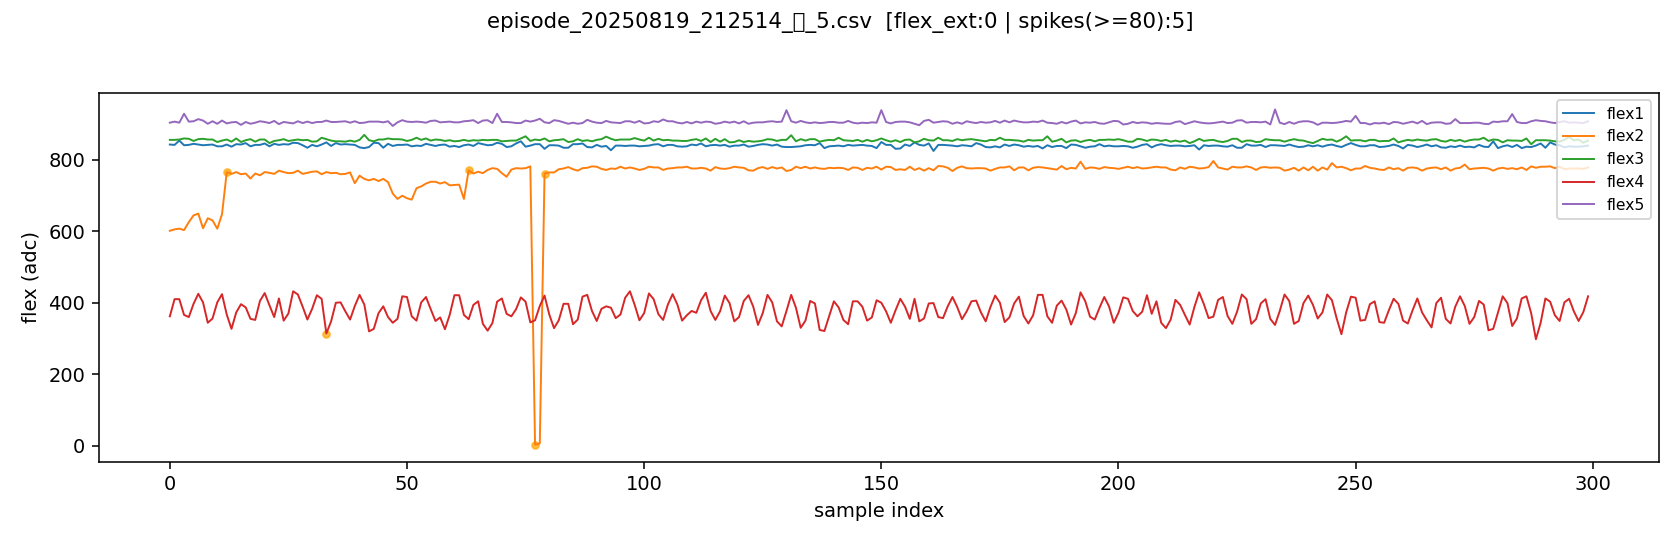 episode_20250819_212514_▯_5.csv [flex_ext:0 | spikes(>=80):5]
flex (adc)
800
600
400
200
0
0 50 100 150 200 250 300
sample index
flex1
flex2
flex3
flex4
flex5